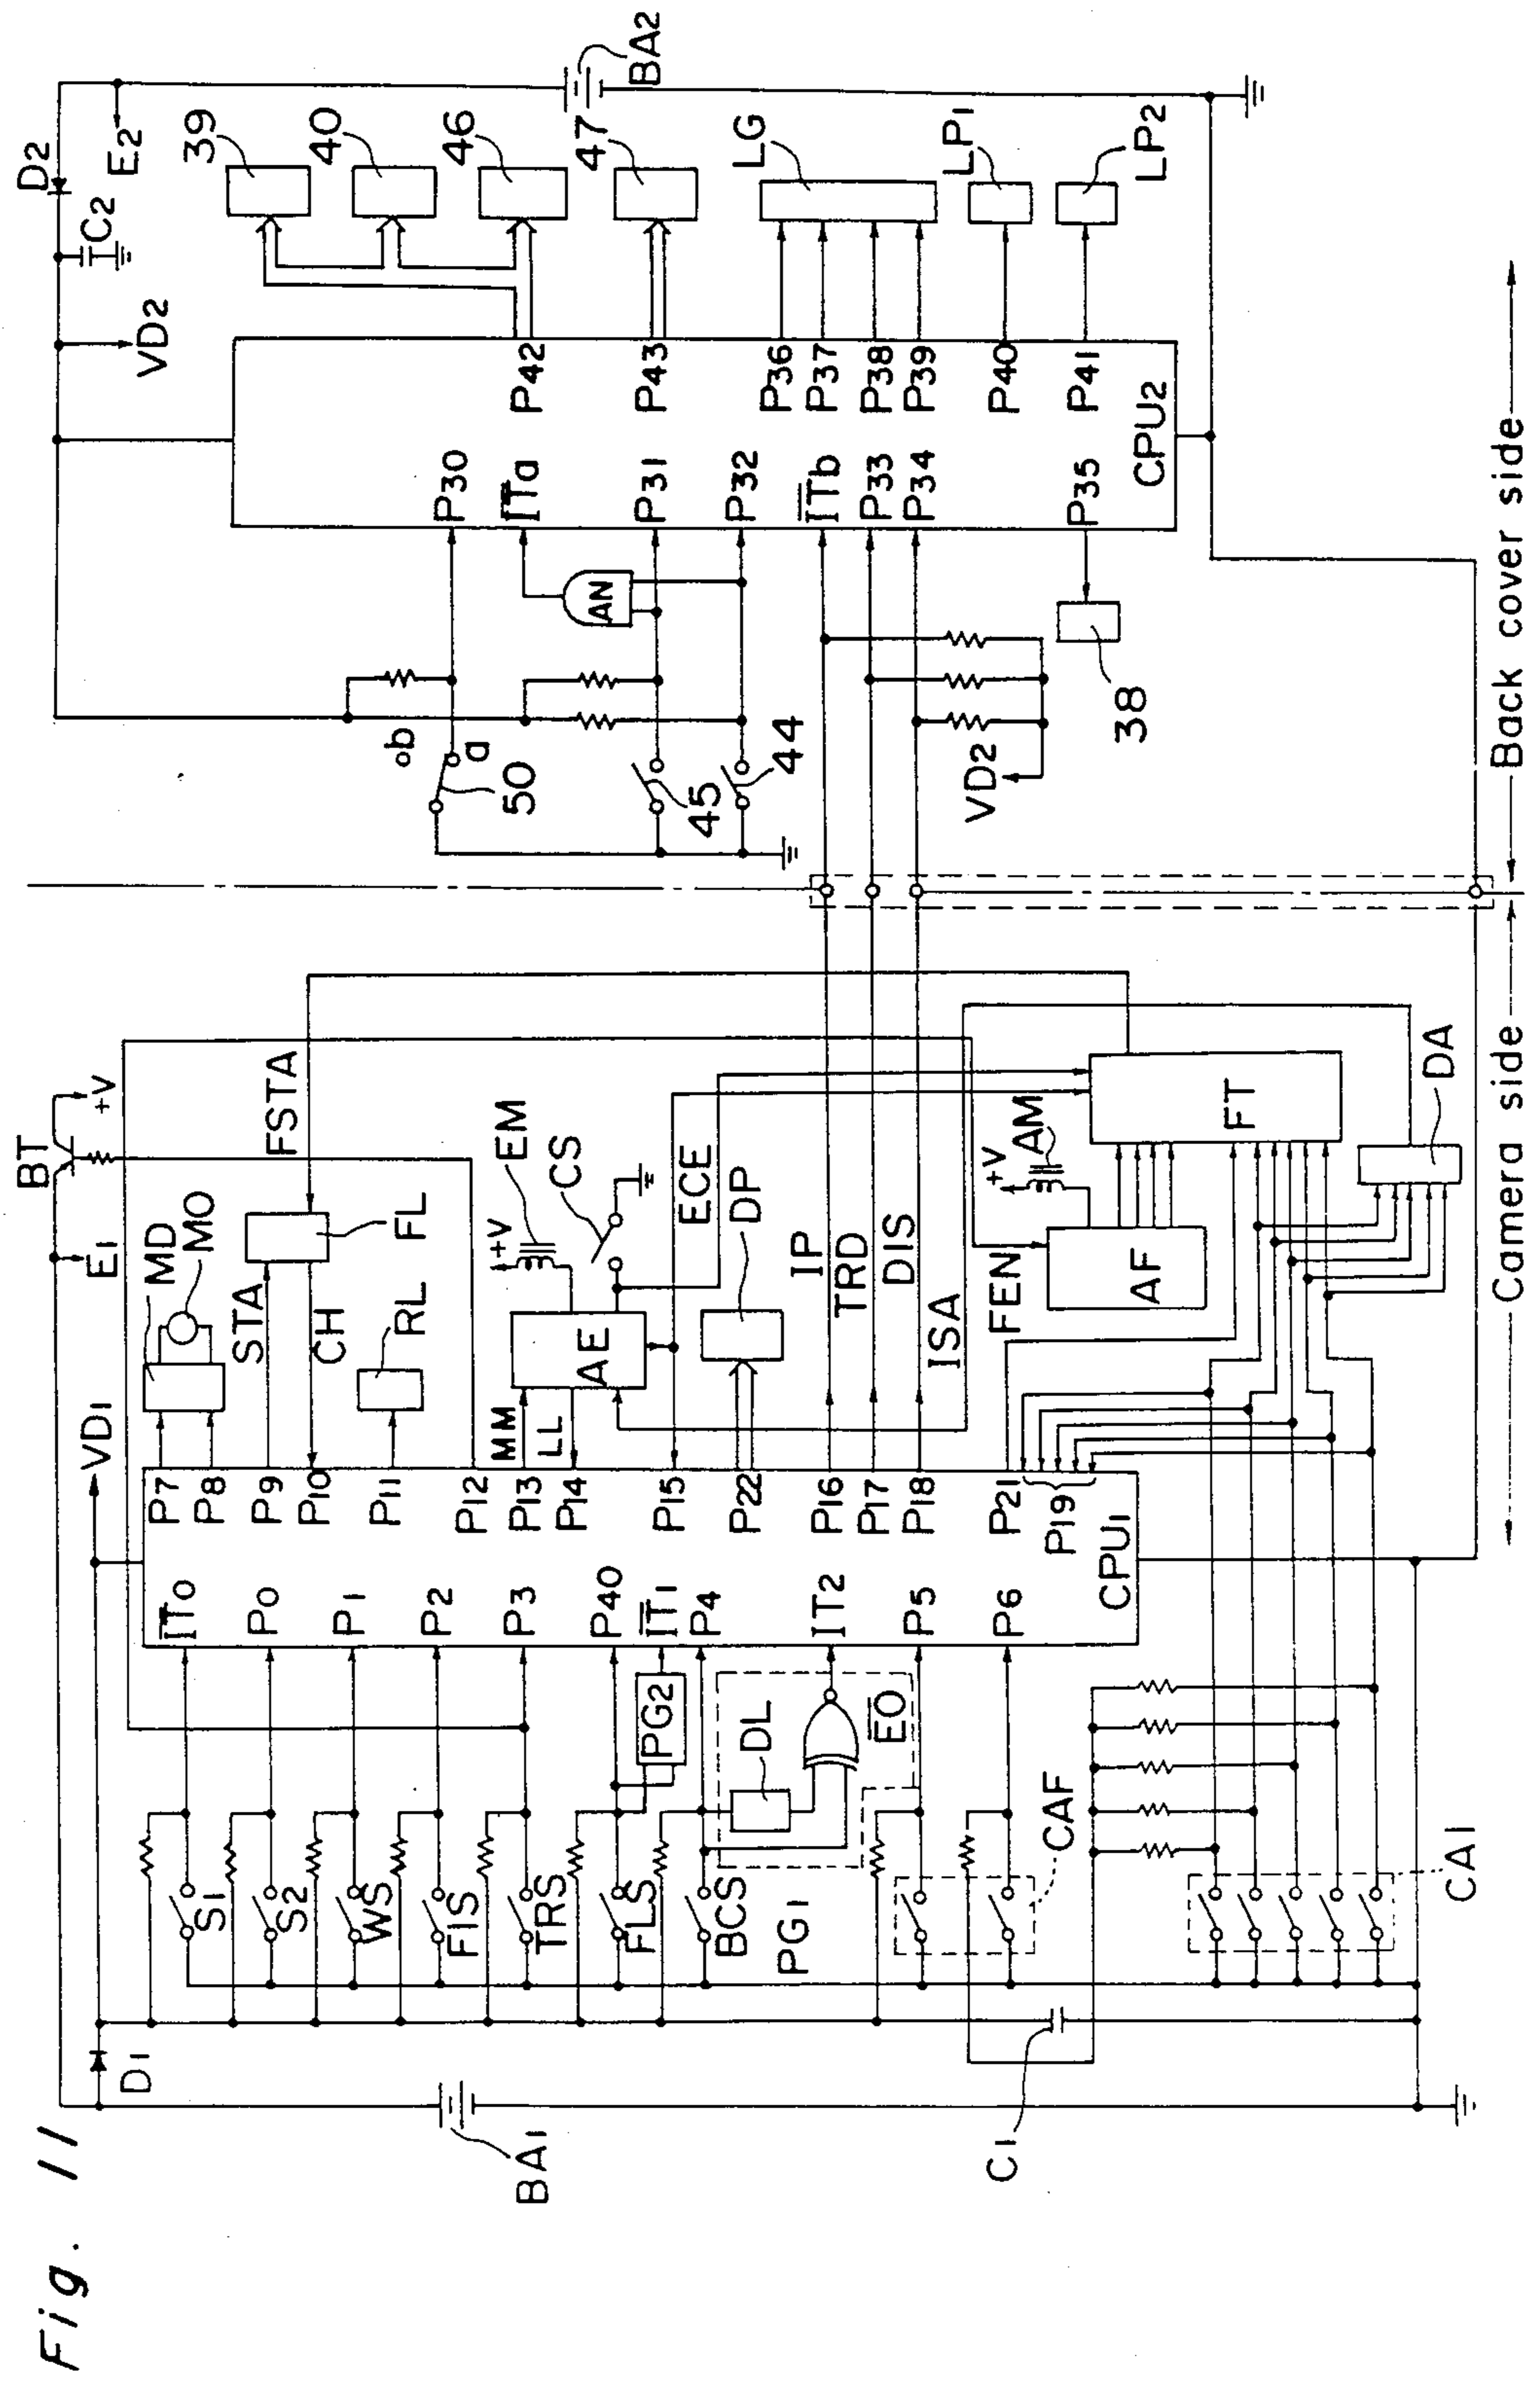 Fig. 11
BA1
D1
C1
VD1
E1
BT
+V
S1
S2
WS
FIS
TRS
FLS
BCS
PG1
DL
EO
PG2
CAF
CA1
ITO
P0
P1
P2
P3
P40
IT1
P4
IT2
P5
P6
CPU1
P7
P8
P9
P10
P11
P12
P13
P14
P15
P22
P16
P17
P18
P21
P19
MD
MO
STA
CH
FL
FSTA
RL
MM
LL
AE
+V
EM
CS
ECE
DP
IP
TRD
DIS
ISA
FEN
AF
+V
AM
FT
DA
Camera side
Back cover side
b
a
50
45
44
AN
VD2
38
P30
ITa
P31
P32
ITb
P33
P34
P35
CPU2
P42
P43
P36
P37
P38
P39
P40
P41
VD2
C2
D2
E2
39
40
46
47
LG
LP1
LP2
BA2